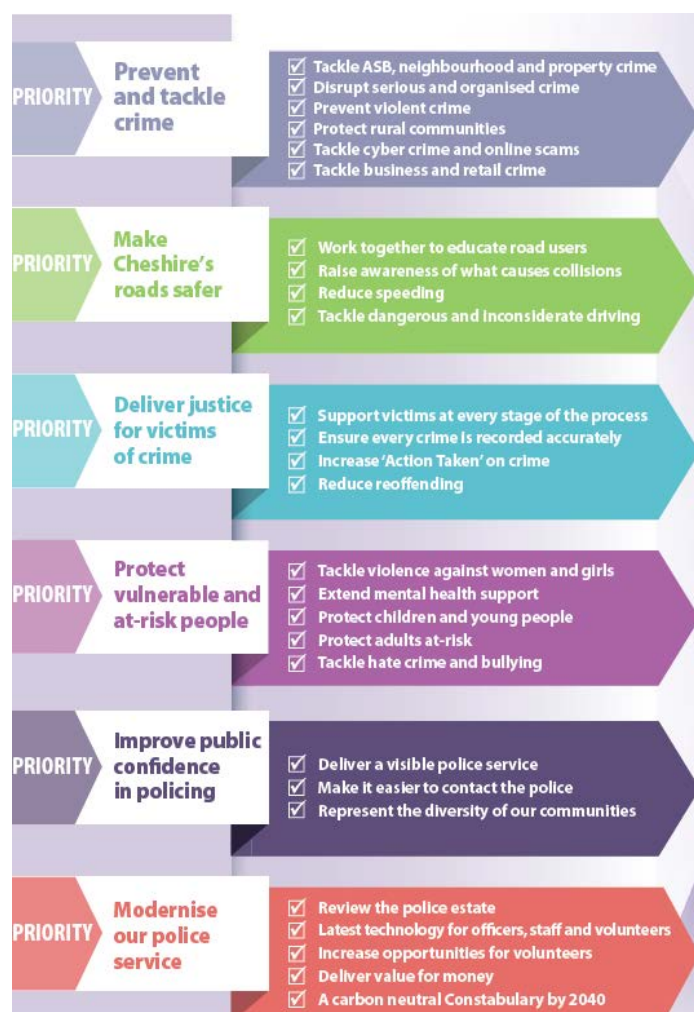 PRIORITY
Prevent
and tackle
crime
Tackle ASB, neighbourhood and property crime
Disrupt serious and organised crime
Prevent violent crime
Protect rural communities
Tackle cyber crime and online scams
Tackle business and retail crime
PRIORITY
Make
Cheshire's
roads safer
Work together to educate road users
Raise awareness of what causes collisions
Reduce speeding
Tackle dangerous and inconsiderate driving
PRIORITY
Deliver justice
for victims
of crime
Support victims at every stage of the process
Ensure every crime is recorded accurately
Increase 'Action Taken' on crime
Reduce reoffending
PRIORITY
Protect
vulnerable and
at-risk people
Tackle violence against women and girls
Extend mental health support
Protect children and young people
Protect adults at-risk
Tackle hate crime and bullying
PRIORITY
Improve public
confidence
in policing
Deliver a visible police service
Make it easier to contact the police
Represent the diversity of our communities
PRIORITY
Modernise
our police
service
Review the police estate
Latest technology for officers, staff and volunteers
Increase opportunities for volunteers
Deliver value for money
A carbon neutral Constabulary by 2040